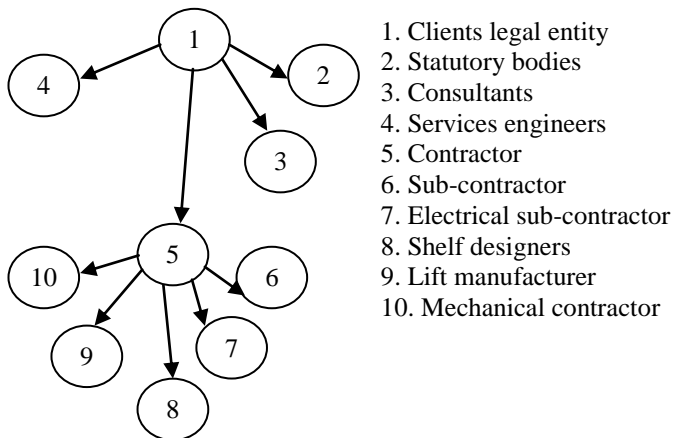 1
4
2
3
5
10
6
9
7
8
1. Clients legal entity
2. Statutory bodies
3. Consultants
4. Services engineers
5. Contractor
6. Sub-contractor
7. Electrical sub-contractor
8. Shelf designers
9. Lift manufacturer
10. Mechanical contractor